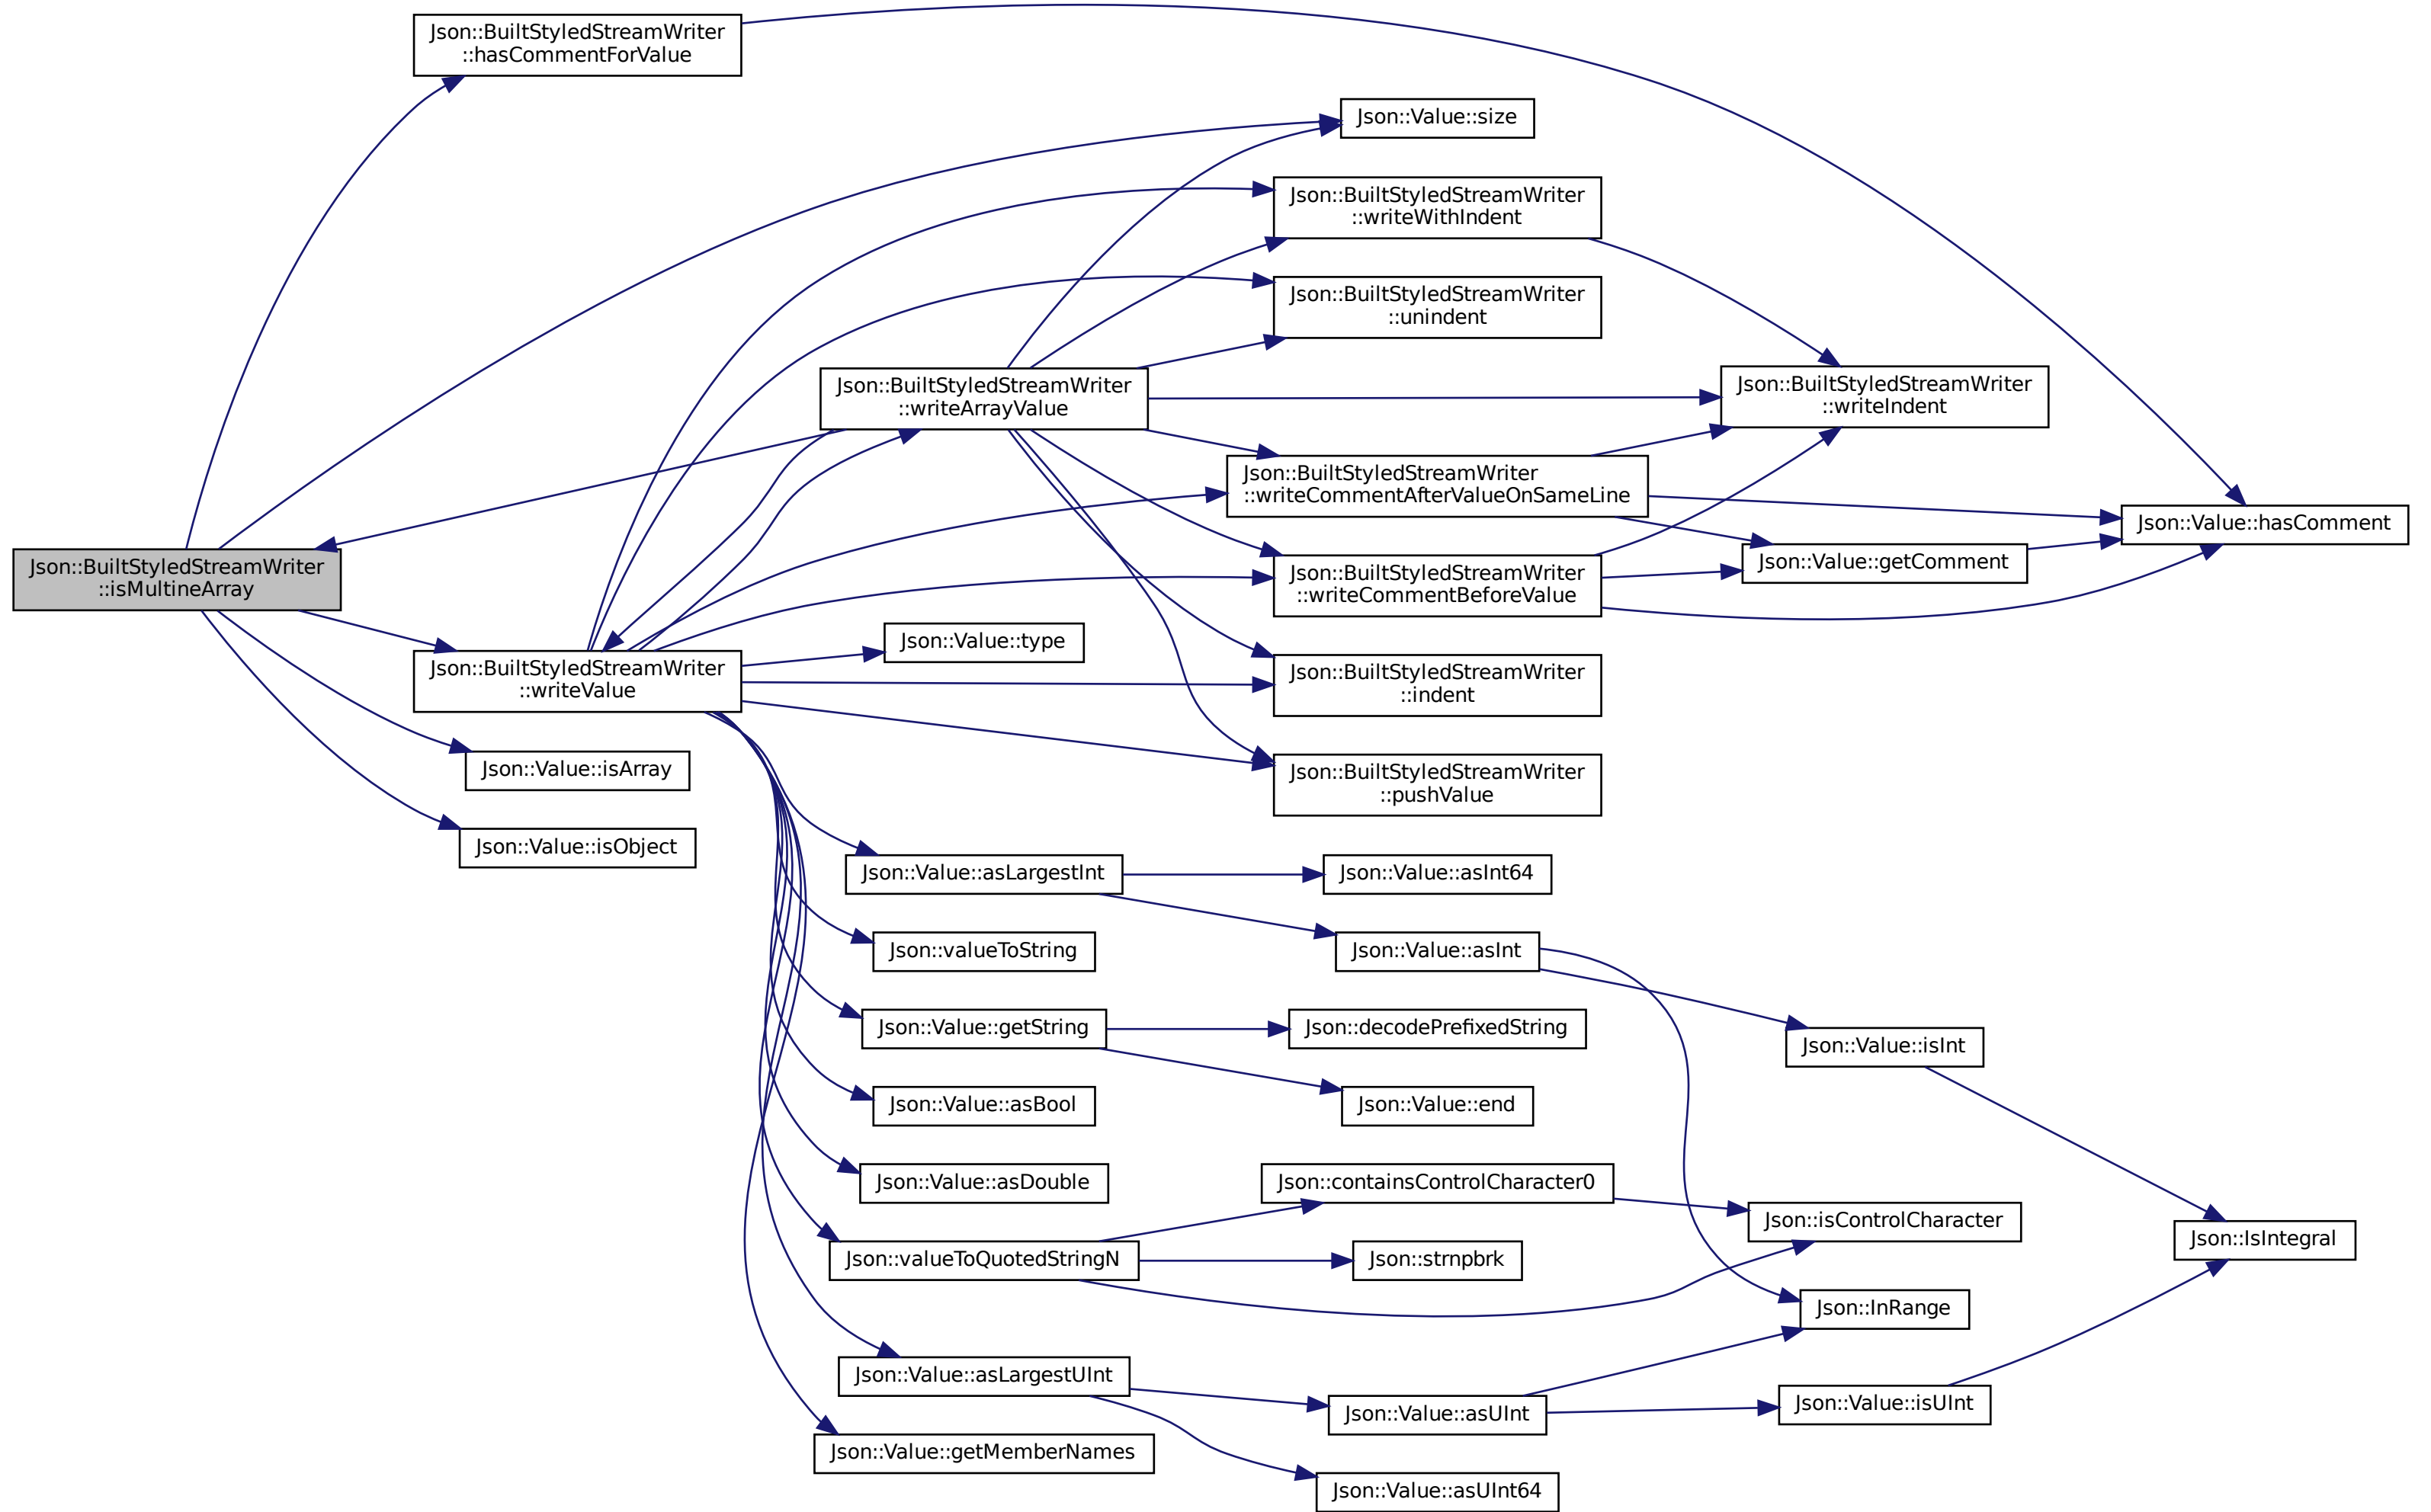 Json::BuiltStyledStreamWriter
::hasCommentForValue
Json::Value::size
Json::BuiltStyledStreamWriter
::writeWithIndent
Json::BuiltStyledStreamWriter
::unindent
Json::BuiltStyledStreamWriter
::writeArrayValue
Json::BuiltStyledStreamWriter
::writeIndent
Json::BuiltStyledStreamWriter
::writeCommentAfterValueOnSameLine
Json::Value::hasComment
Json::BuiltStyledStreamWriter
::isMultineArray
Json::Value::getComment
Json::BuiltStyledStreamWriter
::writeCommentBeforeValue
Json::Value::type
Json::BuiltStyledStreamWriter
::writeValue
Json::BuiltStyledStreamWriter
::indent
Json::Value::isArray
Json::BuiltStyledStreamWriter
::pushValue
Json::Value::isObject
Json::Value::asLargestInt
Json::Value::asInt64
Json::valueToString
Json::Value::asInt
Json::Value::getString
Json::decodePrefixedString
Json::Value::isInt
Json::Value::asBool
Json::Value::end
Json::Value::asDouble
Json::containsControlCharacter0
Json::isControlCharacter
Json::IsIntegral
Json::valueToQuotedStringN
Json::strnpbrk
Json::InRange
Json::Value::asLargestUInt
Json::Value::asUInt
Json::Value::isUInt
Json::Value::getMemberNames
Json::Value::asUInt64